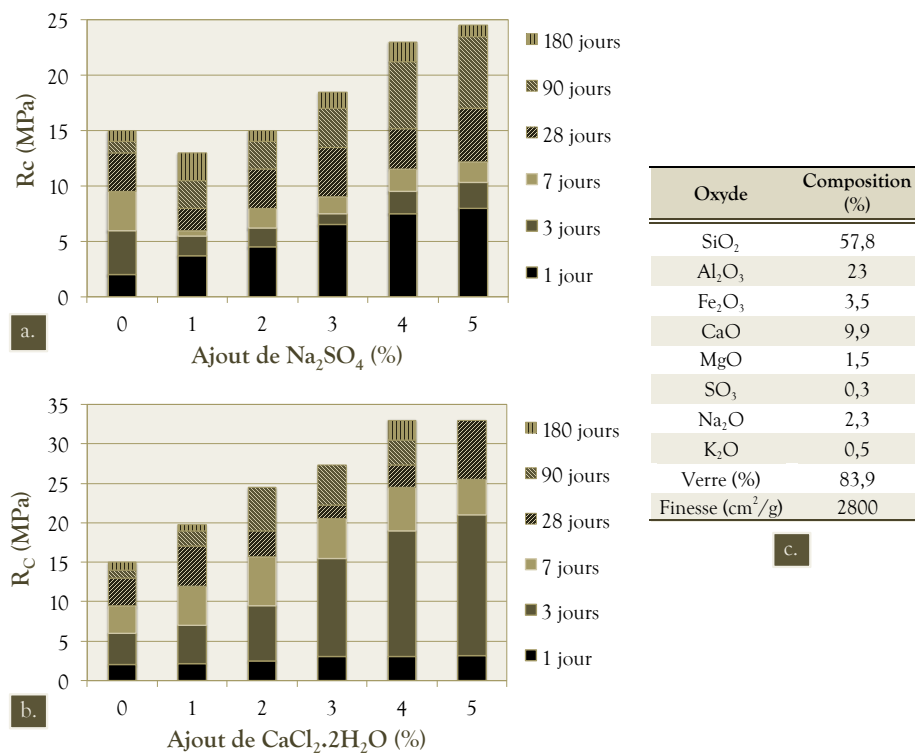 25
20
15
10
5
0
Rc (MPa)
0 1 2 3 4 5
Ajout de Na₂SO₄ (%)
180 jours
90 jours
28 jours
7 jours
3 jours
1 jour
a.
35
30
25
20
15
10
5
0
R_C (MPa)
0 1 2 3 4 5
Ajout de CaCl₂.2H₂O (%)
180 jours
90 jours
28 jours
7 jours
3 jours
1 jour
b.
Oxyde Composition
(%)
SiO₂ 57,8
Al₂O₃ 23
Fe₂O₃ 3,5
CaO 9,9
MgO 1,5
SO₃ 0,3
Na₂O 2,3
K₂O 0,5
Verre (%) 83,9
Finesse (cm²/g) 2800
c.